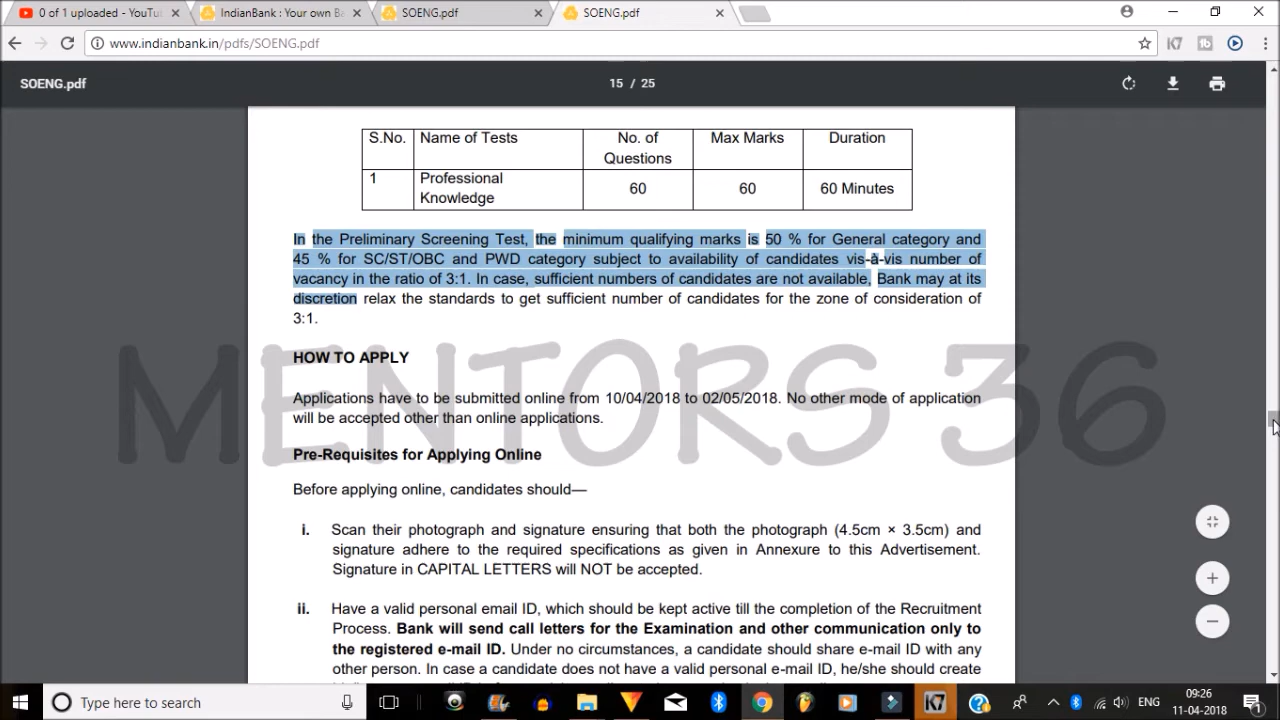 0 of 1 uploaded - YouTu
IndianBank : Your own Ba
SOENG.pdf
SOENG.pdf
www.indianbank.in/pdfs/SOENG.pdf
SOENG.pdf
15 / 25
S.No. Name of Tests No. of Questions Max Marks Duration
1 Professional Knowledge 60 60 60 Minutes
In the Preliminary Screening Test, the minimum qualifying marks is 50 % for General category and
45 % for SC/ST/OBC and PWD category subject to availability of candidates vis-à-vis number of
vacancy in the ratio of 3:1. In case, sufficient numbers of candidates are not available, Bank may at its
discretion relax the standards to get sufficient number of candidates for the zone of consideration of
3:1.
HOW TO APPLY
MENTORS 36
Applications have to be submitted online from 10/04/2018 to 02/05/2018. No other mode of application
will be accepted other than online applications.
Pre-Requisites for Applying Online
Before applying online, candidates should—
i. Scan their photograph and signature ensuring that both the photograph (4.5cm × 3.5cm) and
signature adhere to the required specifications as given in Annexure to this Advertisement.
Signature in CAPITAL LETTERS will NOT be accepted.
ii. Have a valid personal email ID, which should be kept active till the completion of the Recruitment
Process. Bank will send call letters for the Examination and other communication only to
the registered e-mail ID. Under no circumstances, a candidate should share e-mail ID with any
other person. In case a candidate does not have a valid personal e-mail ID, he/she should create
Type here to search
K7
ENG
09:26
11-04-2018